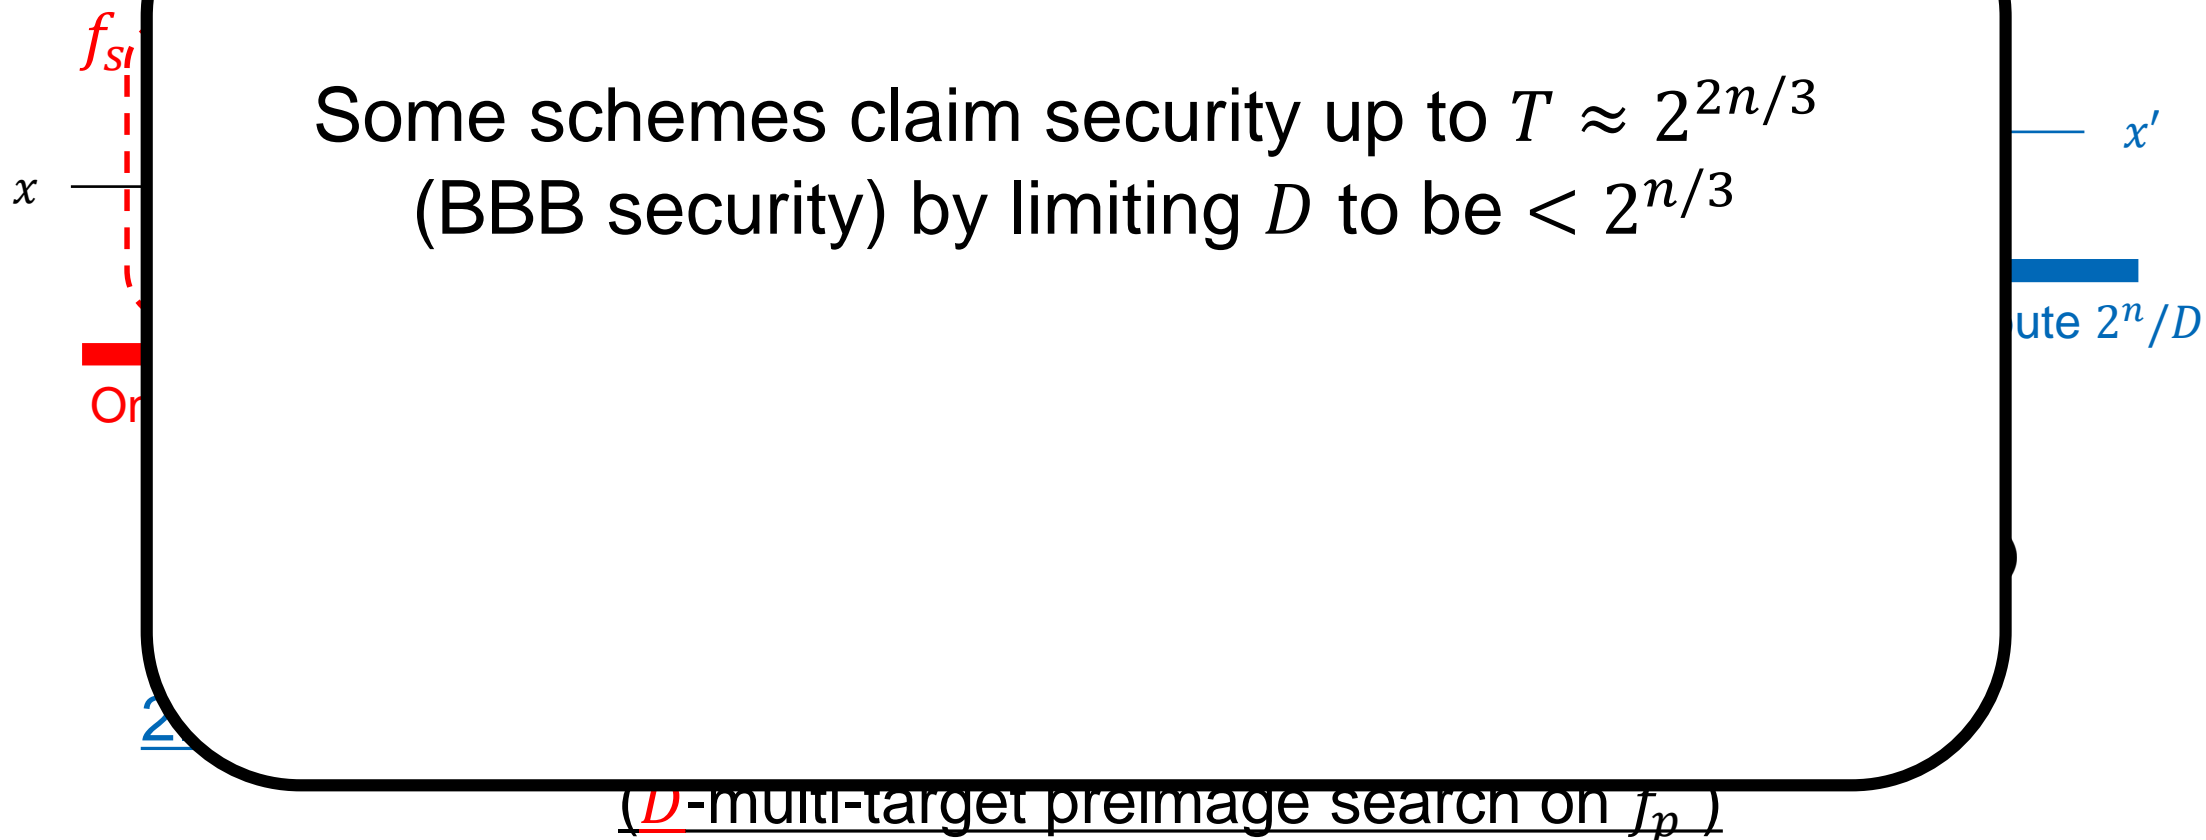 f_s
Some schemes claim security up to T ≈ 2^{2n/3}
x'
x
(BBB security) by limiting D to be < 2^{n/3}
2^n/D
(D-multi-target preimage search on f_p )